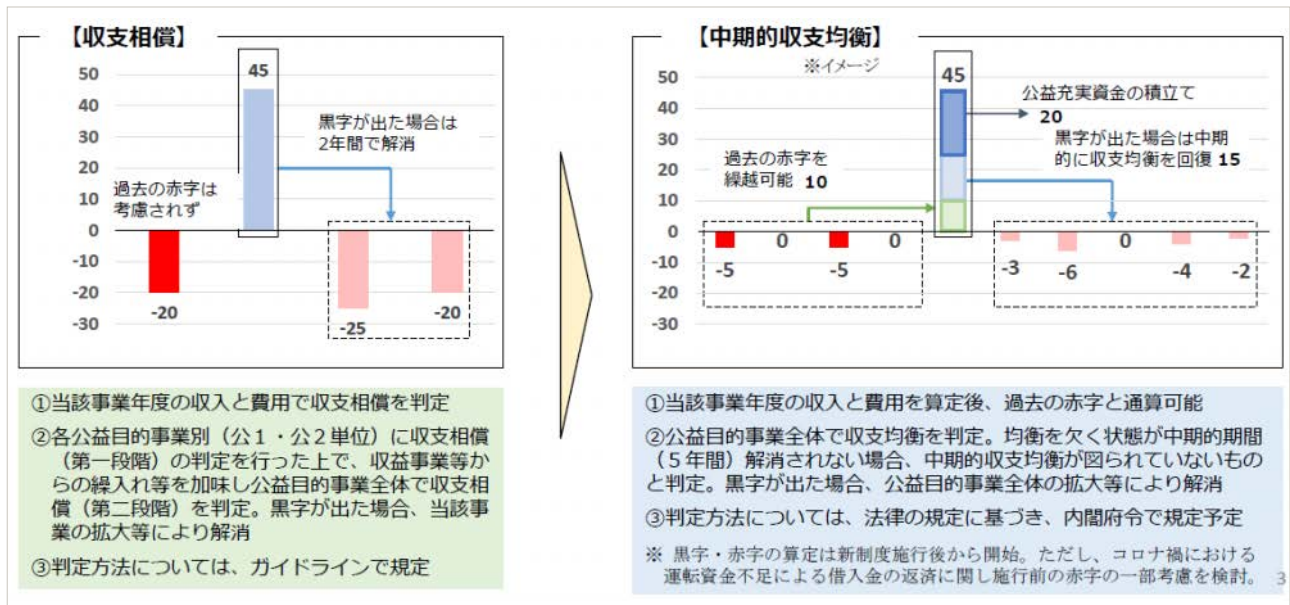 【収支相償】
50
40
30
20
10
0
-10
-20
-30
45
黒字が出た場合は
2年間で解消
過去の赤字は
考慮されず
-20
-25
-20
【中期的収支均衡】
※イメージ
50
40
30
20
10
0
-10
-20
-30
45
公益充実資金の積立て
20
黒字が出た場合は中期
的に収支均衡を回復 15
過去の赤字を
繰越可能 10
-5
0
-5
0
-3
-6
0
-4
-2
①当該事業年度の収入と費用で収支相償を判定
②各公益目的事業別（公1・公2単位）に収支相償
（第一段階）の判定を行った上で、収益事業等か
らの繰入れ等を加味し公益目的事業全体で収支相
償（第二段階）を判定。黒字が出た場合、当該事
業の拡大等により解消
③判定方法については、ガイドラインで規定
①当該事業年度の収入と費用を算定後、過去の赤字と通算可能
②公益目的事業全体で収支均衡を判定。均衡を欠く状態が中期的期間
（５年間）解消されない場合、中期的収支均衡が図られていないもの
と判定。黒字が出た場合、公益目的事業全体の拡大等により解消
③判定方法については、法律の規定に基づき、内閣府令で規定予定
※ 黒字・赤字の算定は新制度施行後から開始。ただし、コロナ禍における
運転資金不足による借入金の返済に関し施行前の赤字の一部考慮を検討。
3